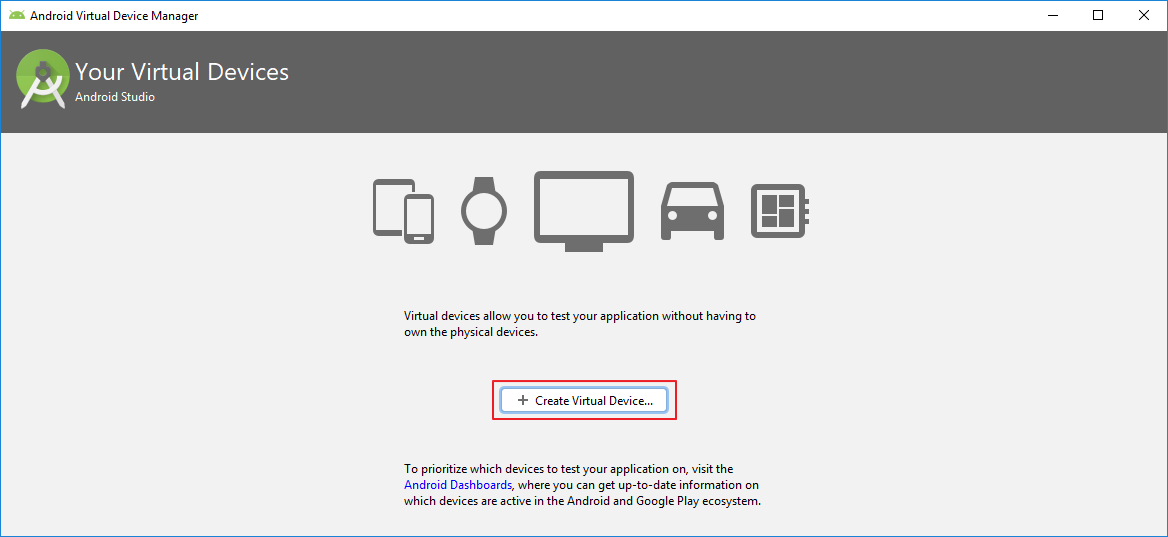 Android Virtual Device Manager
Your Virtual Devices
Android Studio
Virtual devices allow you to test your application without having to
own the physical devices.
+ Create Virtual Device...
To prioritize which devices to test your application on, visit the
Android Dashboards, where you can get up-to-date information on
which devices are active in the Android and Google Play ecosystem.